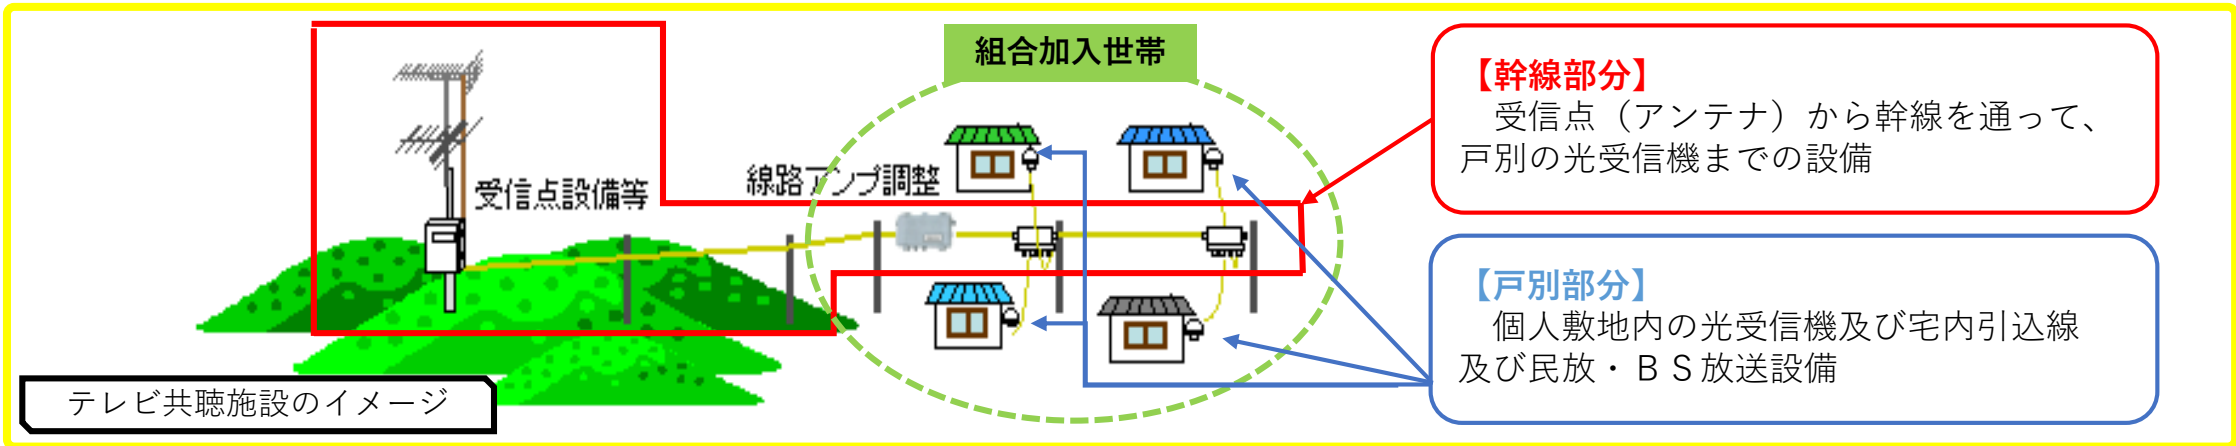 組合加入世帯
受信点設備等
線路アンプ調整
テレビ共聴施設のイメージ
【幹線部分】
受信点（アンテナ）から幹線を通って、
戸別の光受信機までの設備
【戸別部分】
個人敷地内の光受信機及び宅内引込線
及び民放・ＢＳ放送設備